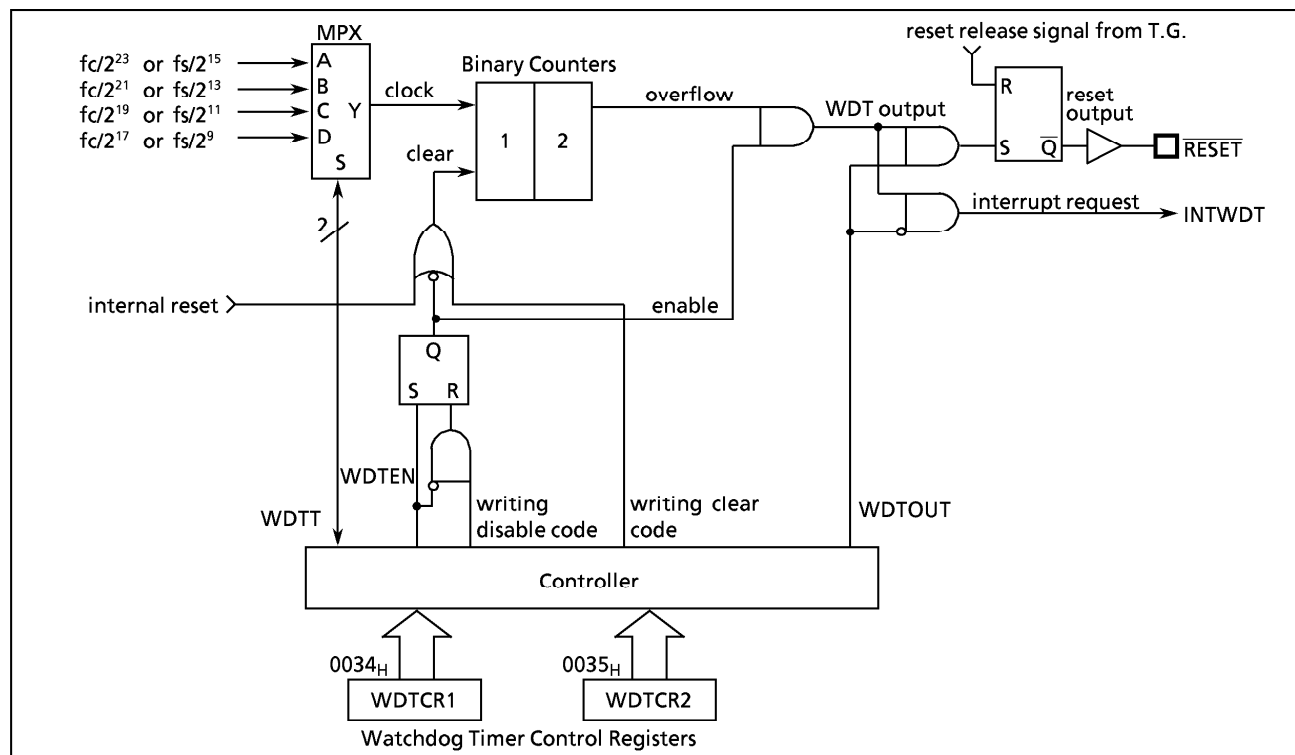 MPX
reset release signal from T.G.
fc/2²³ or fs/2¹⁵
fc/2²¹ or fs/2¹³
fc/2¹⁹ or fs/2¹¹
fc/2¹⁷ or fs/2⁹
A
B
C
D
Y
S
clock
clear
Binary Counters
1
2
overflow
WDT output
R
S
Q̅
reset
output
R̅E̅S̅E̅T̅
interrupt request
INTWDT
2
internal reset
enable
Q
S R
WDTEN
WDTT
writing
disable code
writing clear
code
WDTOUT
Controller
0034H
0035H
WDTCR1
WDTCR2
Watchdog Timer Control Registers